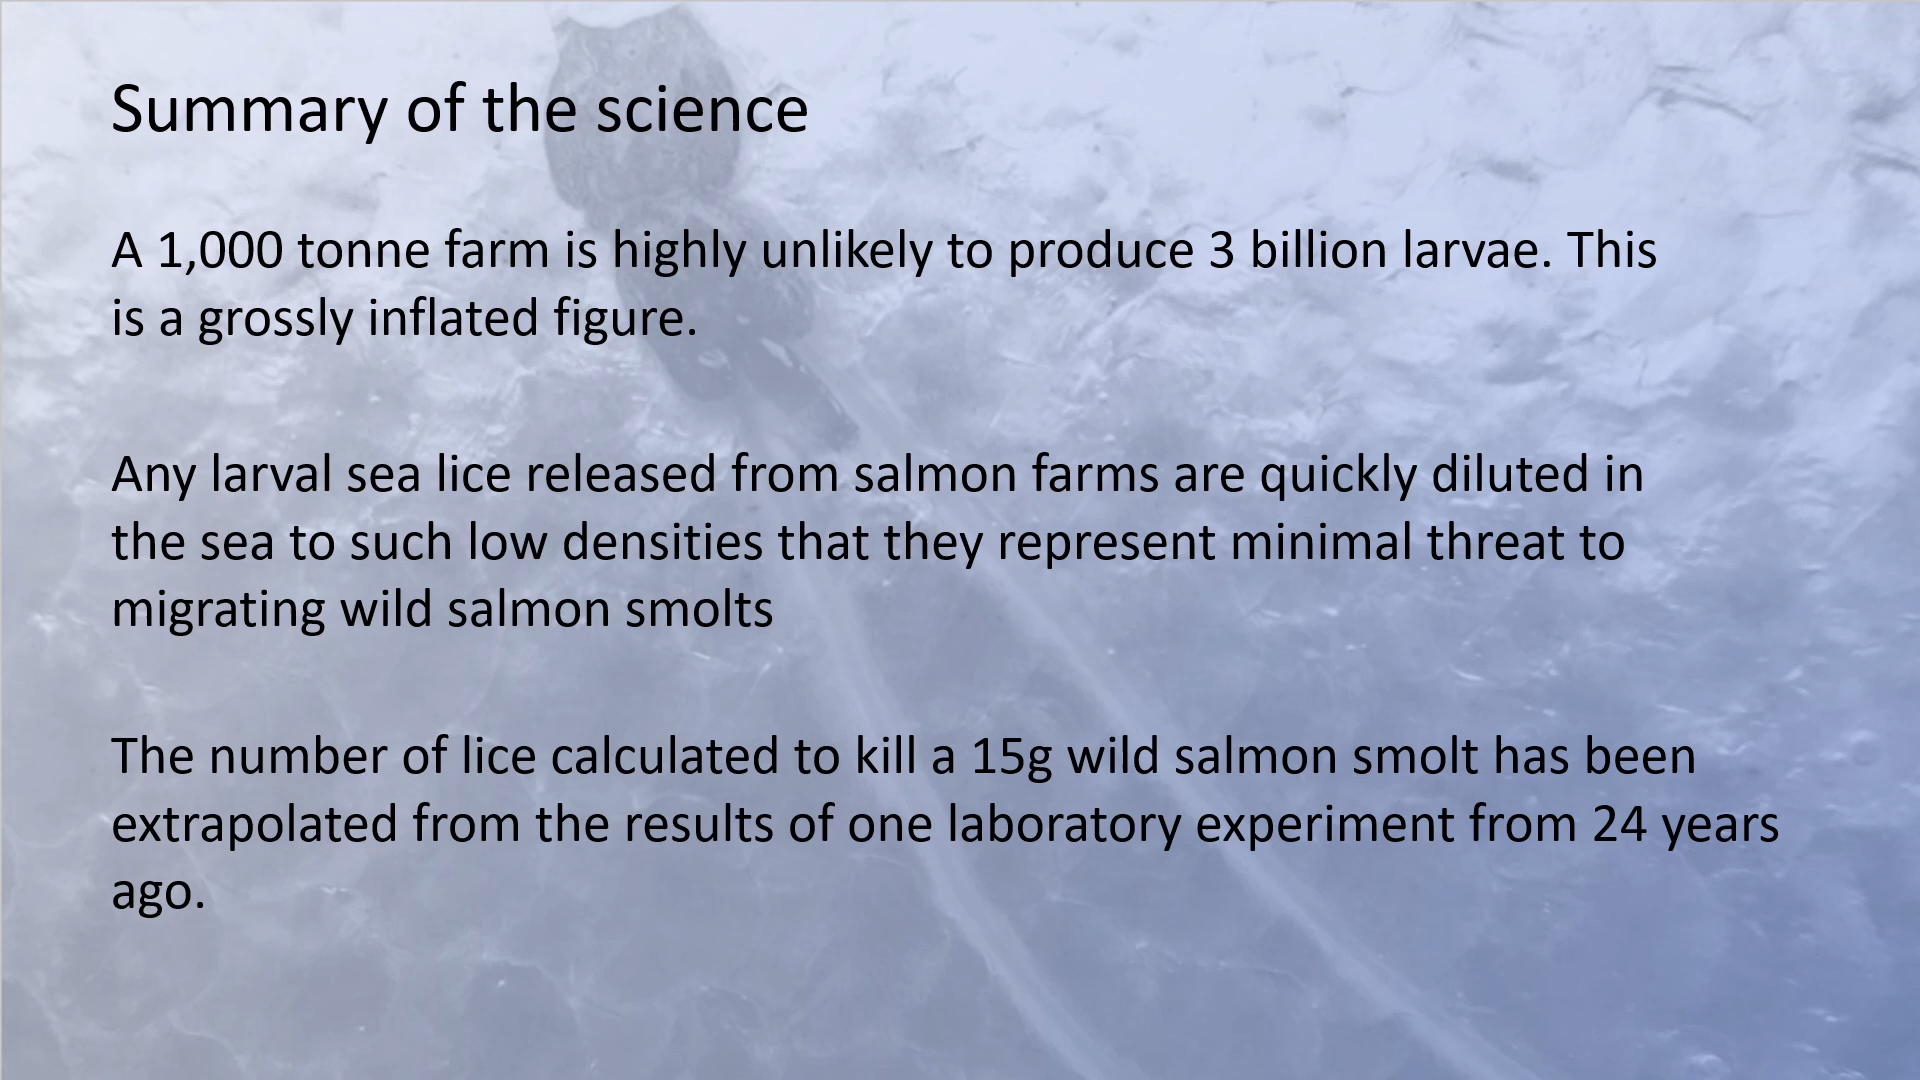 Summary of the science
A 1,000 tonne farm is highly unlikely to produce 3 billion larvae. This
is a grossly inflated figure.
Any larval sea lice released from salmon farms are quickly diluted in
the sea to such low densities that they represent minimal threat to
migrating wild salmon smolts
The number of lice calculated to kill a 15g wild salmon smolt has been
extrapolated from the results of one laboratory experiment from 24 years
ago.